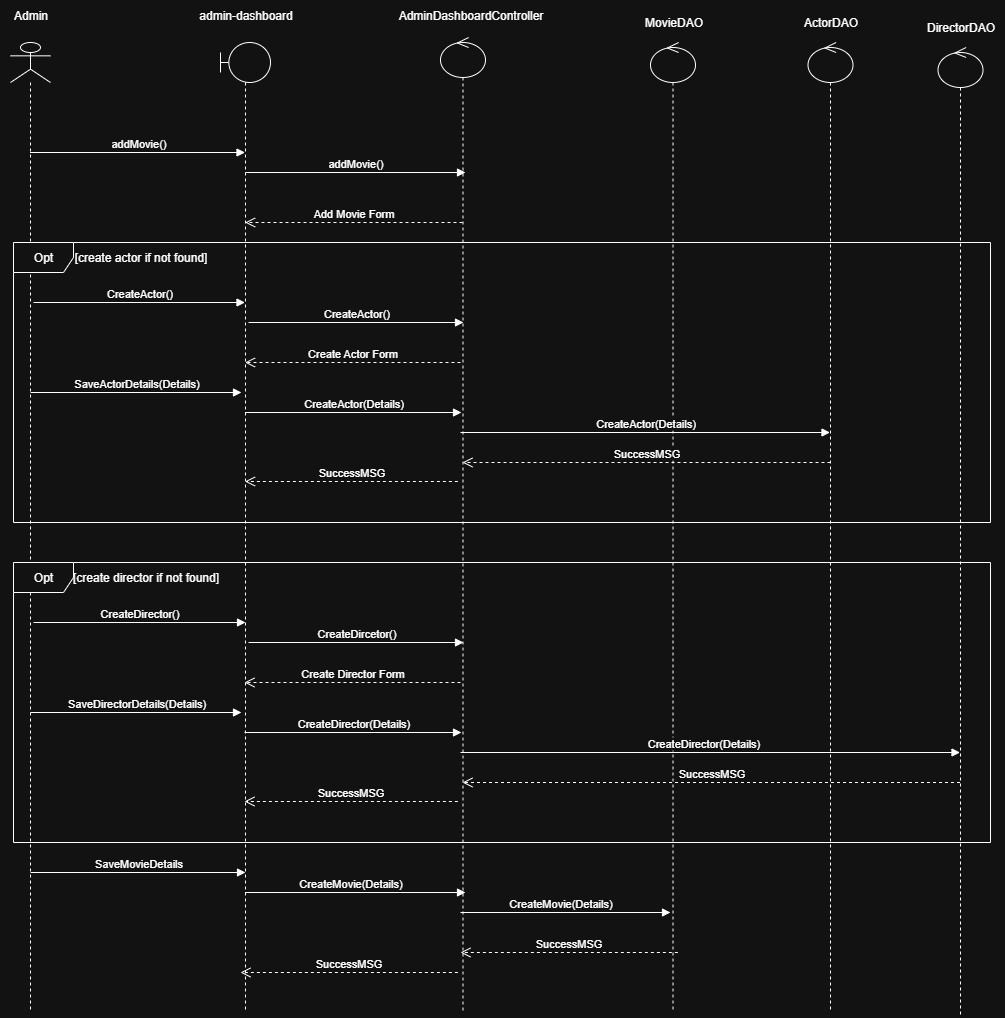 Admin
admin-dashboard
AdminDashboardController
MovieDAO
ActorDAO
DirectorDAO
addMovie()
addMovie()
Add Movie Form
Opt
[create actor if not found]
CreateActor()
CreateActor()
Create Actor Form
SaveActorDetails(Details)
CreateActor(Details)
CreateActor(Details)
SuccessMSG
SuccessMSG
Opt
[create director if not found]
CreateDirector()
CreateDircetor()
Create Director Form
SaveDirectorDetails(Details)
CreateDirector(Details)
CreateDirector(Details)
SuccessMSG
SuccessMSG
SaveMovieDetails
CreateMovie(Details)
CreateMovie(Details)
SuccessMSG
SuccessMSG